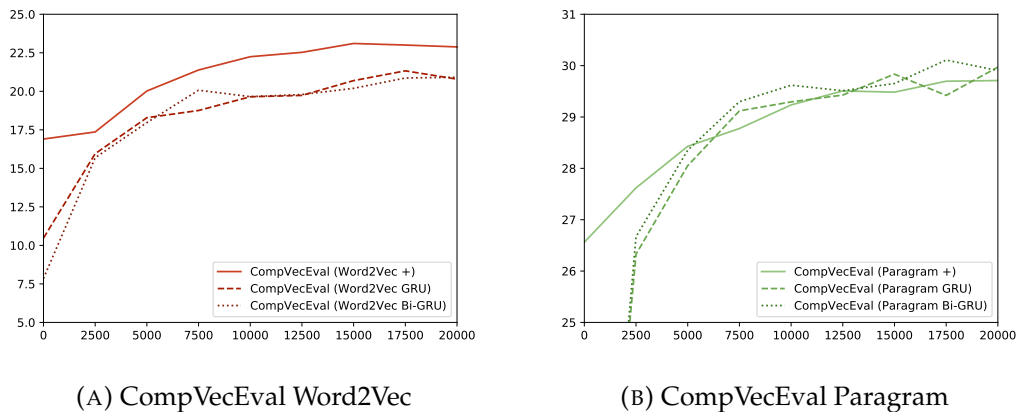 25.0
22.5
20.0
17.5
15.0
12.5
10.0
7.5
5.0
0 2500 5000 7500 10000 12500 15000 17500 20000
CompVecEval (Word2Vec +)
CompVecEval (Word2Vec GRU)
CompVecEval (Word2Vec Bi-GRU)
(A) CompVecEval Word2Vec
31
30
29
28
27
26
25
0 2500 5000 7500 10000 12500 15000 17500 20000
CompVecEval (Paragram +)
CompVecEval (Paragram GRU)
CompVecEval (Paragram Bi-GRU)
(B) CompVecEval Paragram